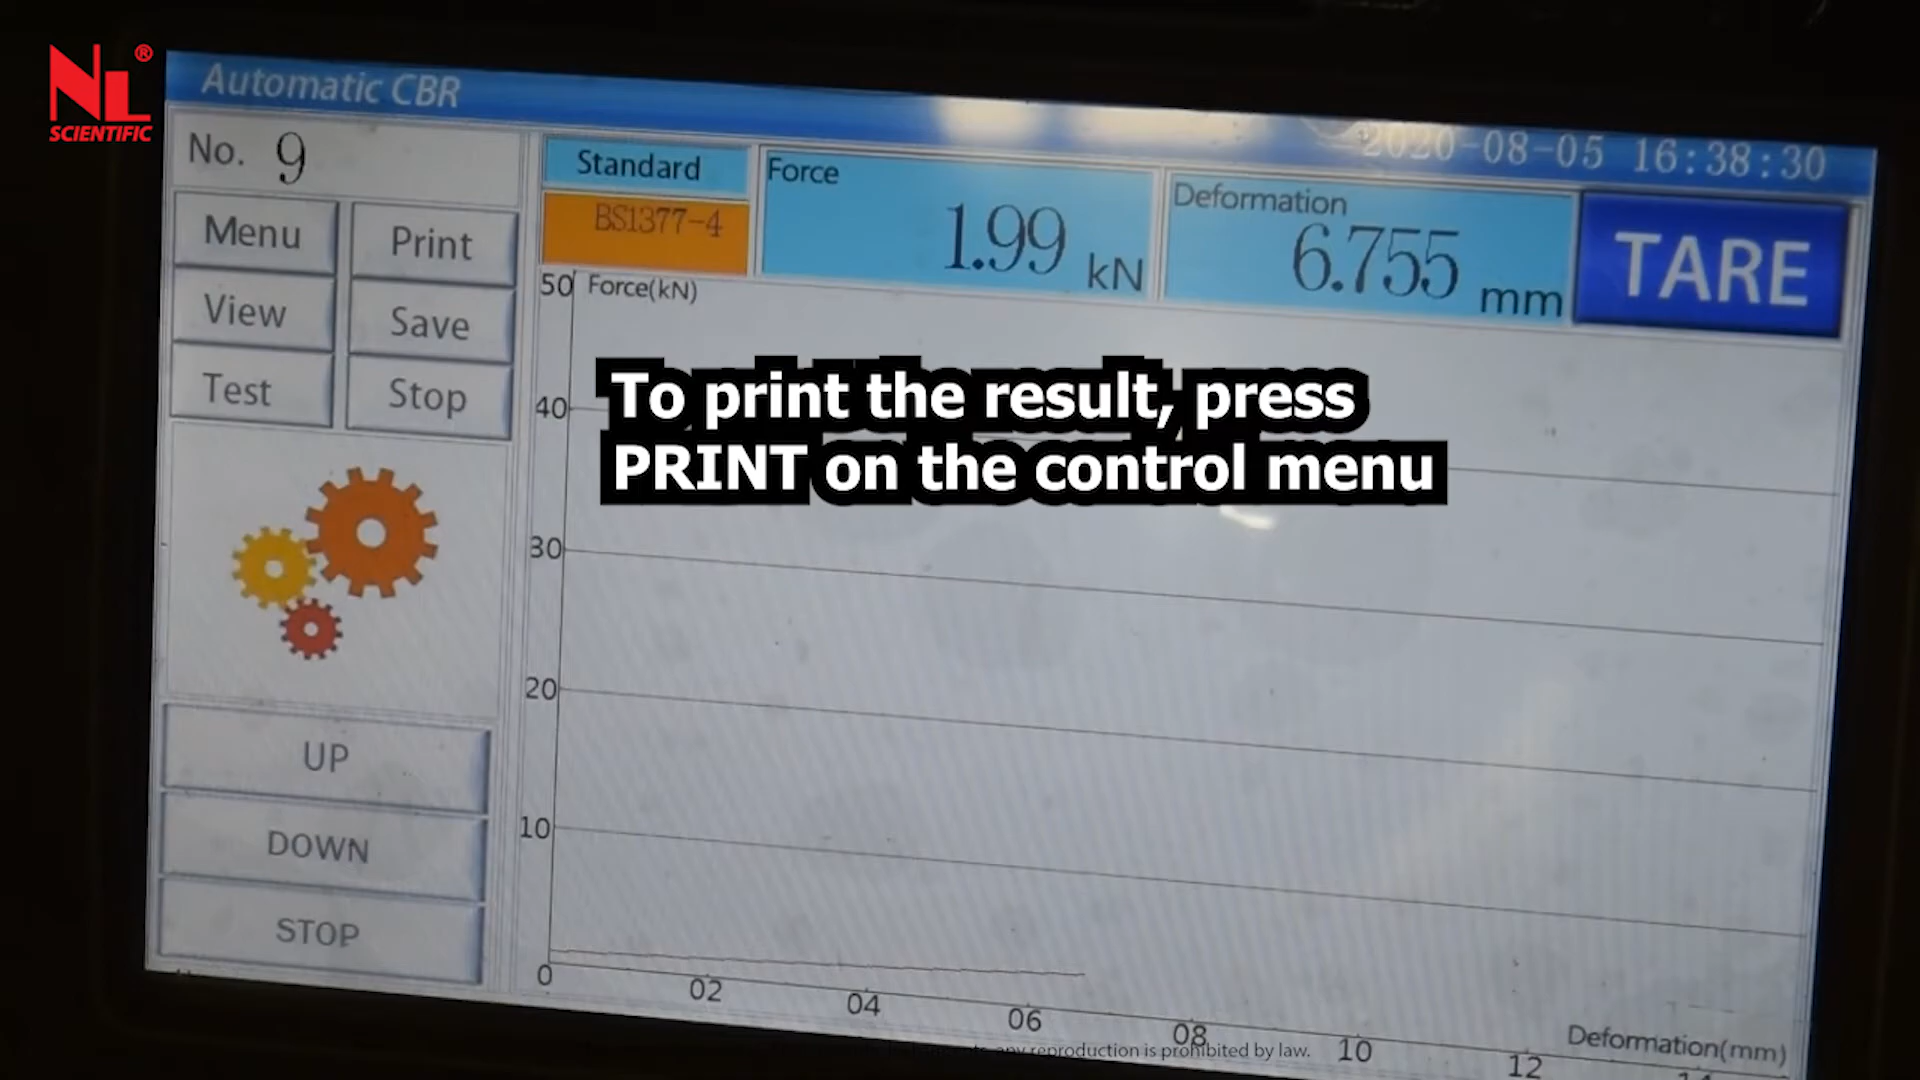 NL®
SCIENTIFIC
Automatic CBR
2020-08-05 16:38:30
No. 9
Menu
Print
View
Save
Test
Stop
UP
DOWN
STOP
Standard
BS1377-4
Force
1.99 kN
Deformation
6.755 mm
TARE
Force(kN)
50
40
30
20
10
0
02
04
06
08
10
12
Deformation(mm)
To print the result, press
PRINT on the control menu
any reproduction is prohibited by law.